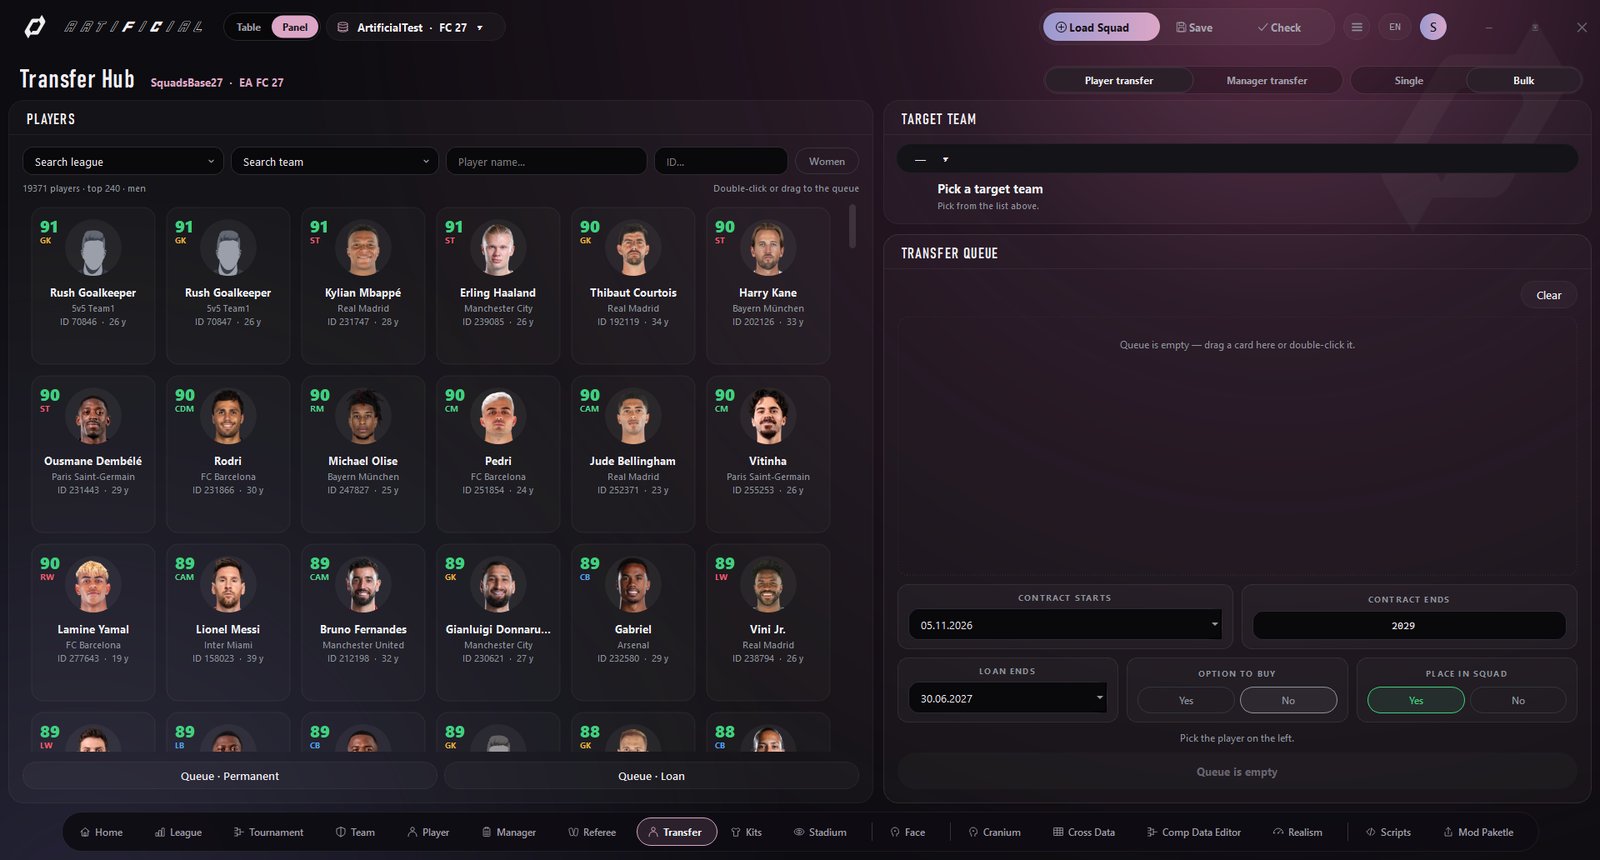 ARTIFICIAL
Table
Panel
ArtificialTest · FC 27
Load Squad
Save
Check
EN
S
Transfer Hub
SquadsBase27 · EA FC 27
Player transfer
Manager transfer
Single
Bulk
PLAYERS
Search league
Search team
Player name...
ID...
Women
19371 players · top 240 · men
Double-click or drag to the queue
91
GK
Rush Goalkeeper
5v5 Team1
ID 70846 · 26 y
91
GK
Rush Goalkeeper
5v5 Team1
ID 70847 · 26 y
91
ST
Kylian Mbappé
Real Madrid
ID 231747 · 28 y
91
ST
Erling Haaland
Manchester City
ID 239085 · 26 y
90
GK
Thibaut Courtois
Real Madrid
ID 192119 · 34 y
90
ST
Harry Kane
Bayern München
ID 202126 · 33 y
90
ST
Ousmane Dembélé
Paris Saint-Germain
ID 231443 · 29 y
90
CDM
Rodri
FC Barcelona
ID 231866 · 30 y
90
RM
Michael Olise
Bayern München
ID 247827 · 25 y
90
CM
Pedri
FC Barcelona
ID 251854 · 24 y
90
CAM
Jude Bellingham
Real Madrid
ID 252371 · 23 y
90
CM
Vitinha
Paris Saint-Germain
ID 255253 · 26 y
90
RW
Lamine Yamal
FC Barcelona
ID 277643 · 19 y
89
CAM
Lionel Messi
Inter Miami
ID 158023 · 39 y
89
CAM
Bruno Fernandes
Manchester United
ID 212198 · 32 y
89
GK
Gianluigi Donnaru...
Manchester City
ID 230621 · 27 y
89
CB
Gabriel
Arsenal
ID 232580 · 29 y
89
LW
Vini Jr.
Real Madrid
ID 238794 · 26 y
89
LW
89
LB
89
CB
89
GK
88
GK
88
CB
Queue · Permanent
Queue · Loan
TARGET TEAM
—
Pick a target team
Pick from the list above.
TRANSFER QUEUE
Clear
Queue is empty — drag a card here or double-click it.
CONTRACT STARTS
05.11.2026
CONTRACT ENDS
2029
LOAN ENDS
30.06.2027
OPTION TO BUY
Yes
No
PLACE IN SQUAD
Yes
No
Pick the player on the left.
Queue is empty
Home
League
Tournament
Team
Player
Manager
Referee
Transfer
Kits
Stadium
Face
Cranium
Cross Data
Comp Data Editor
Realism
Scripts
Mod Paketle